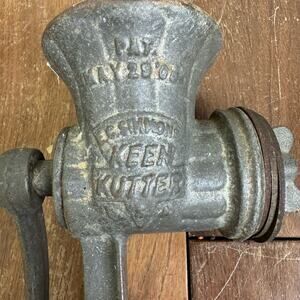 PAT.
MAY 29 '06
E.C. SIMMONS
KEEN
KUTTER